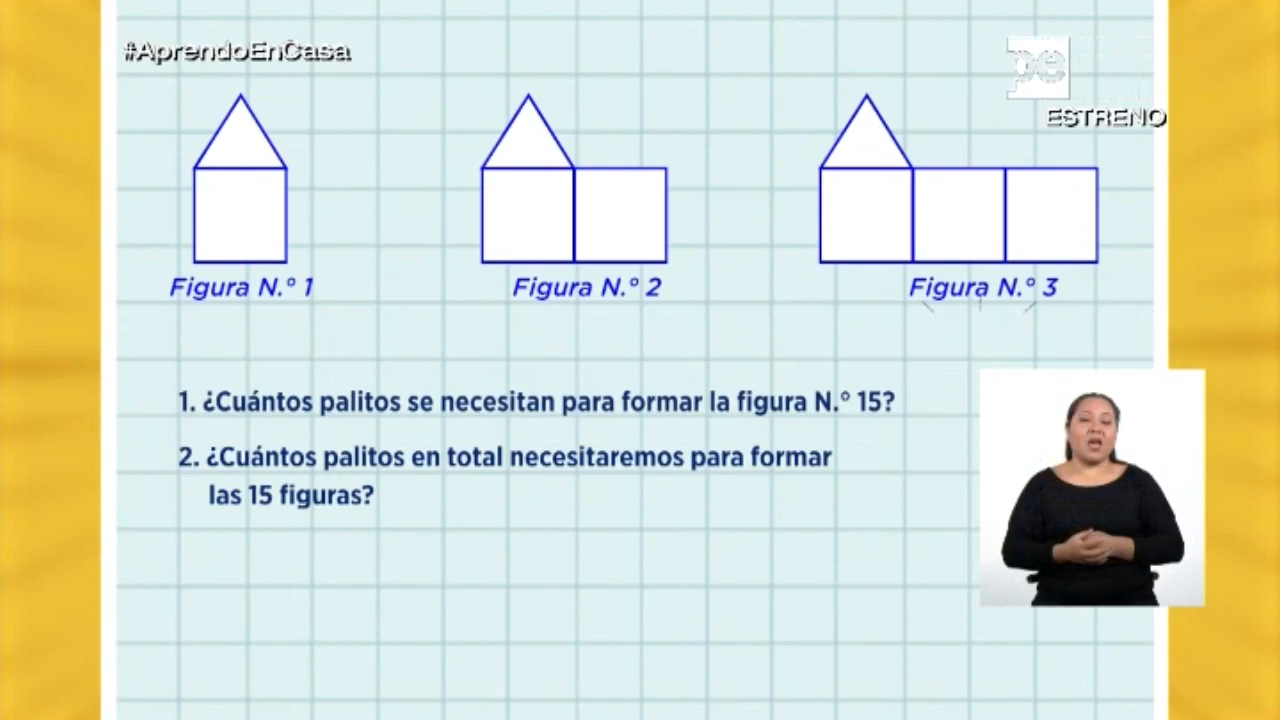 #AprendoEnCasa
pe
ESTRENO
Figura N.° 1
Figura N.° 2
Figura N.° 3
1. ¿Cuántos palitos se necesitan para formar la figura N.° 15?
2. ¿Cuántos palitos en total necesitaremos para formar
las 15 figuras?